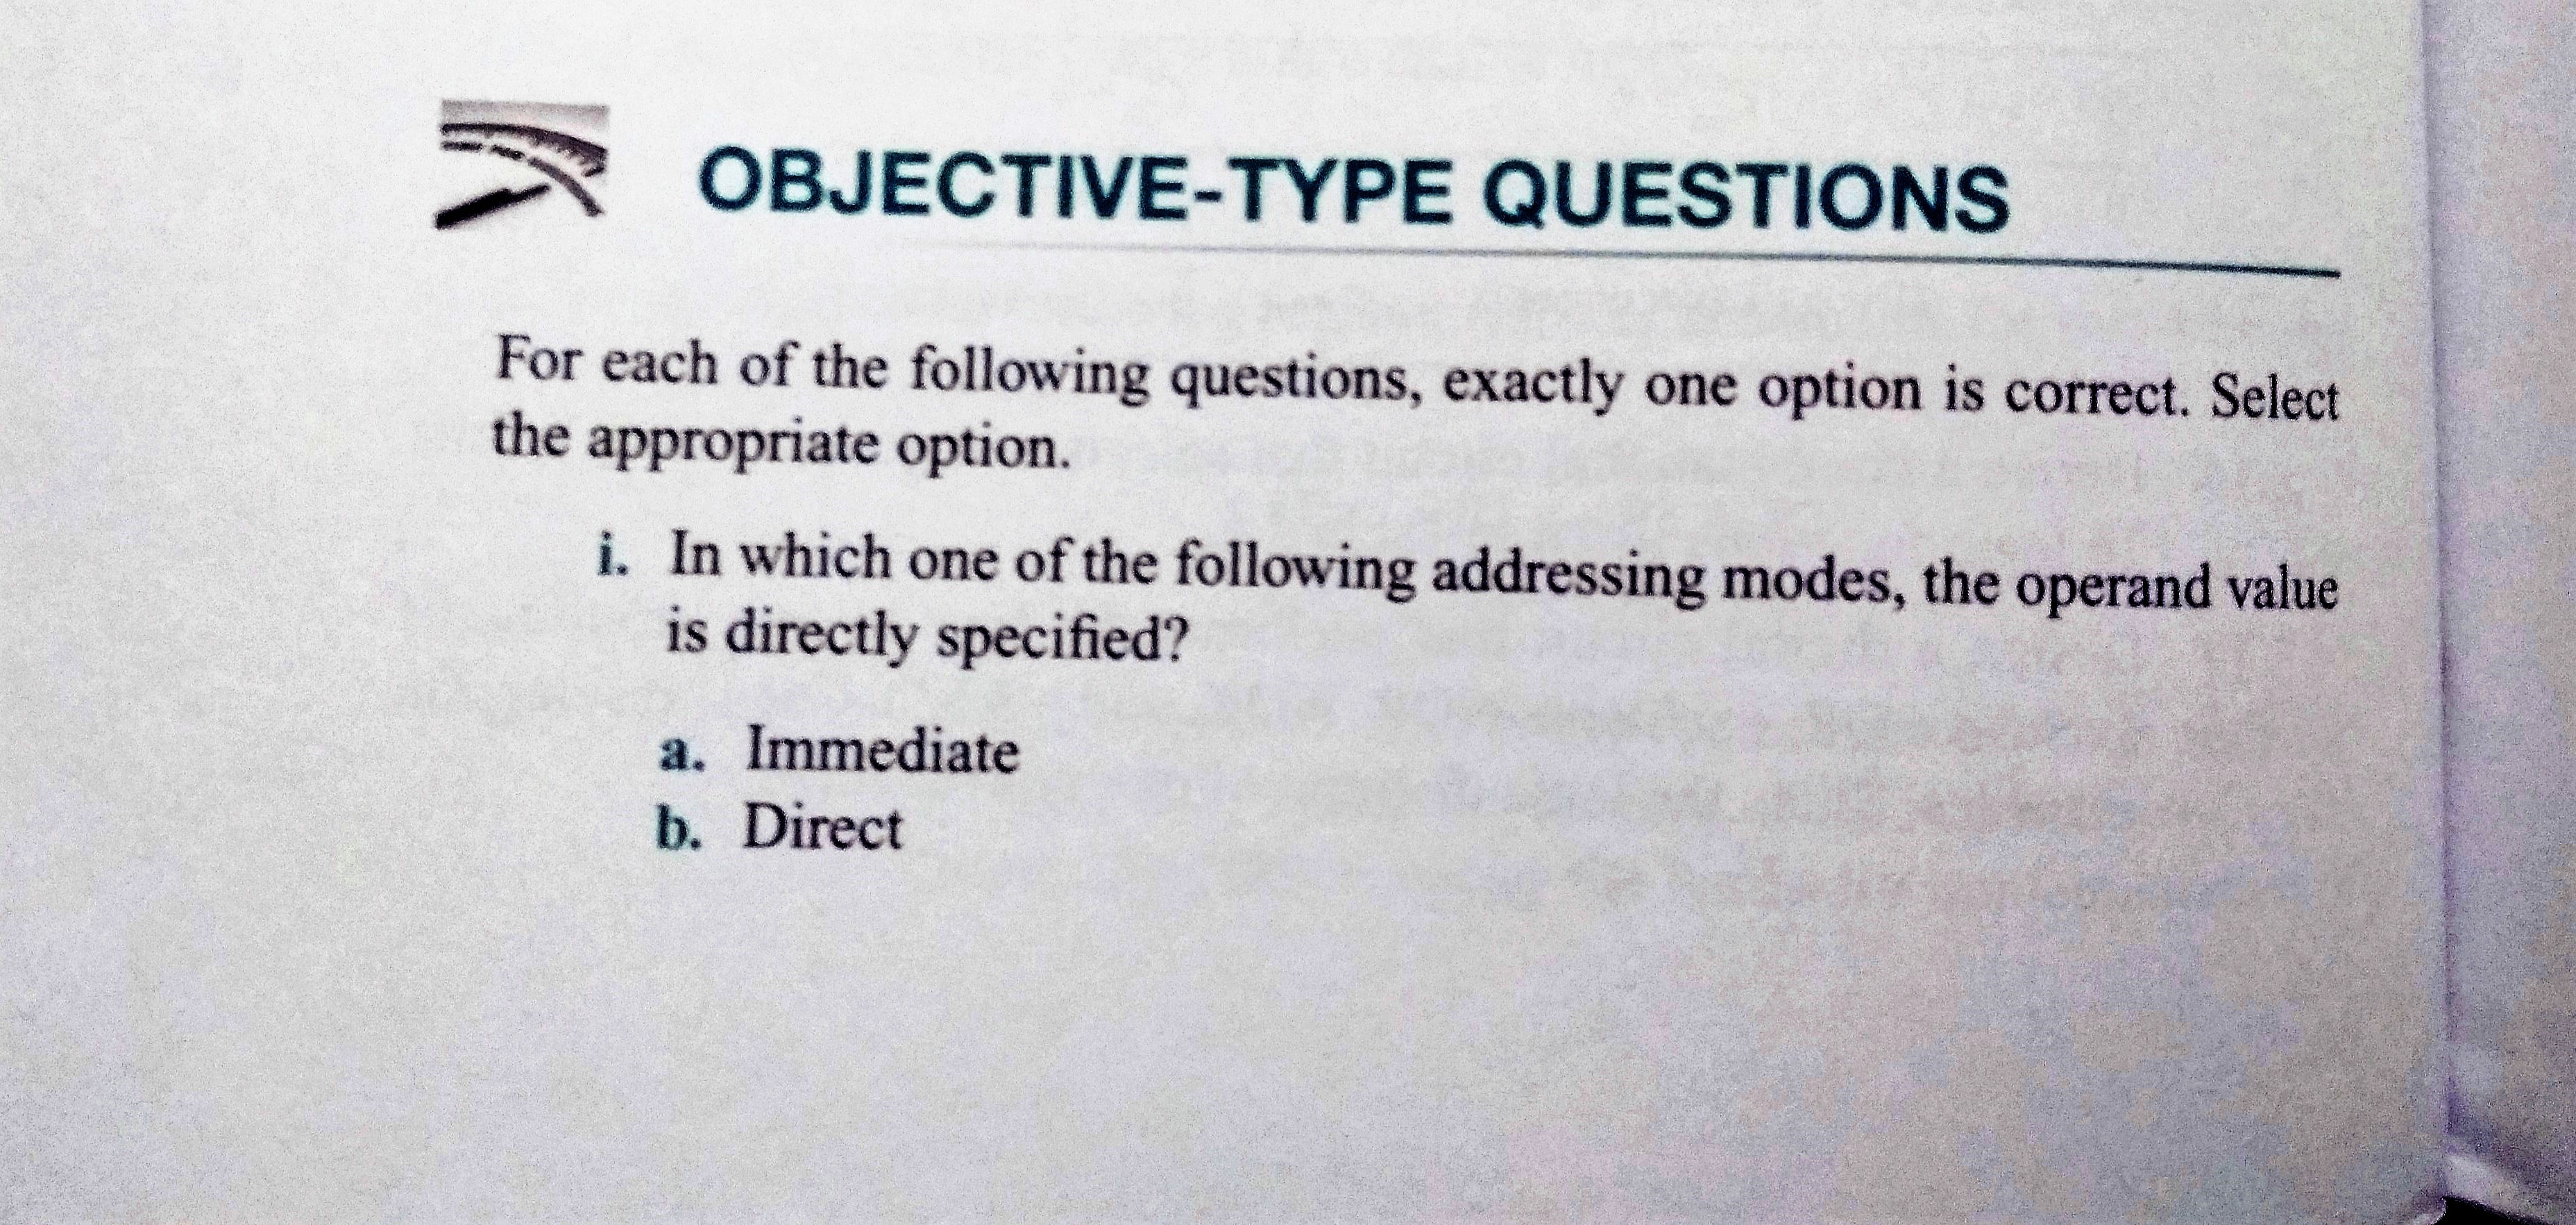 OBJECTIVE-TYPE QUESTIONS
For each of the following questions, exactly one option is correct. Select
the appropriate option.
i. In which one of the following addressing modes, the operand value
is directly specified?
a. Immediate
b. Direct